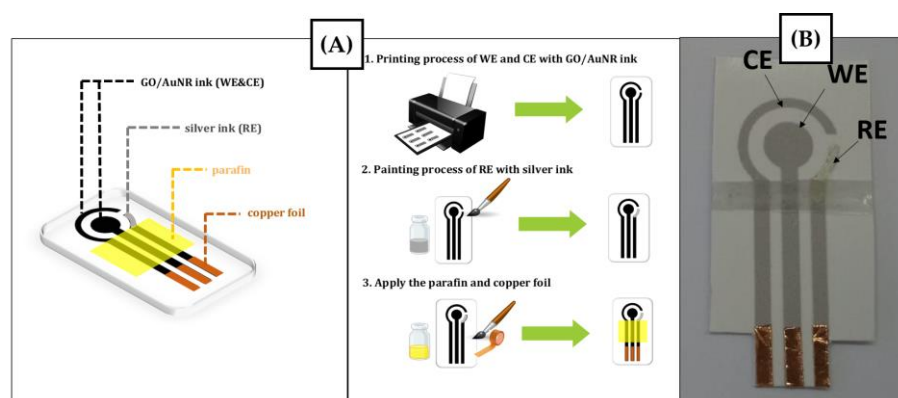 (A)
GO/AuNR ink (WE&CE)
silver ink (RE)
parafin
copper foil
1. Printing process of WE and CE with GO/AuNR ink
2. Painting process of RE with silver ink
3. Apply the parafin and copper foil
(B)
CE
WE
RE